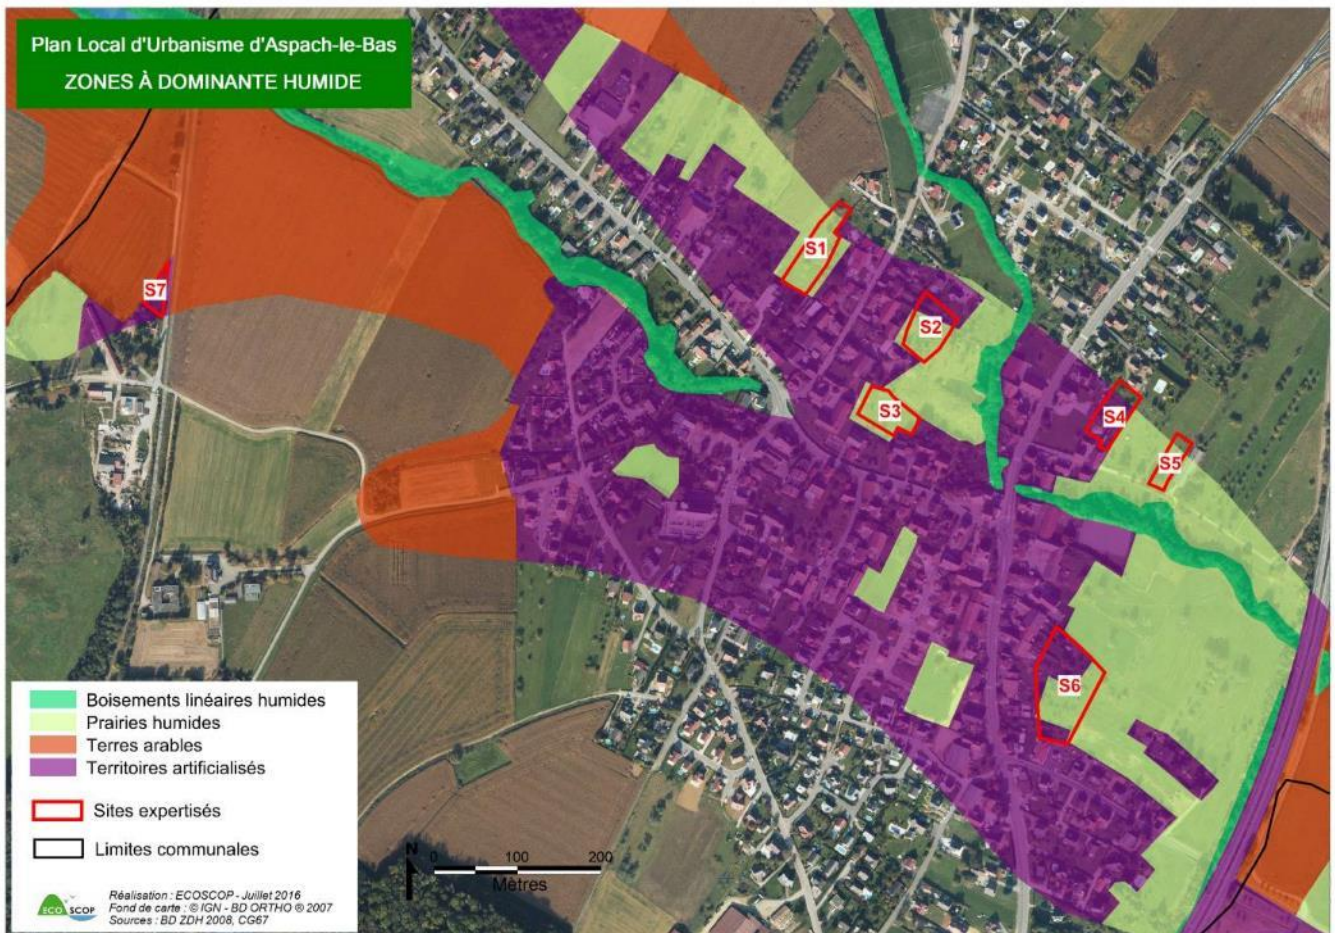 Plan Local d'Urbanisme d'Aspach-le-Bas
ZONES À DOMINANTE HUMIDE
S1
S7
S2
S3
S4
S5
S6
Boisements linéaires humides
Prairies humides
Terres arables
Territoires artificialisés
Sites expertisés
Limites communales
N
0 100 200
Mètres
ECO SCOP
Réalisation : ECOSCOP - Juillet 2016
Fond de carte : © IGN - BD ORTHO ® 2007
Sources : BD ZDH 2008, CG67